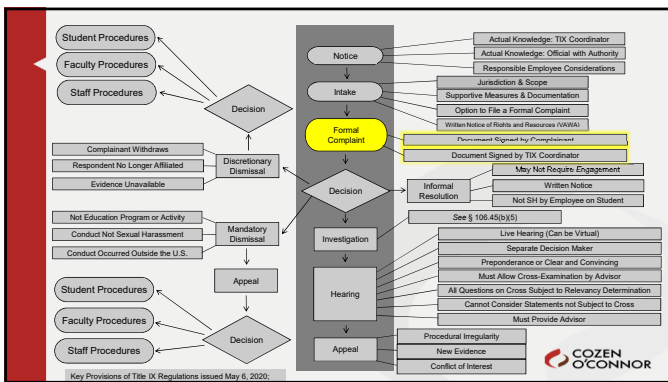 Student Procedures
Faculty Procedures
Staff Procedures
Decision
Complainant Withdraws
Respondent No Longer Affiliated
Evidence Unavailable
Discretionary
Dismissal
Not Education Program or Activity
Conduct Not Sexual Harassment
Conduct Occurred Outside the U.S.
Mandatory
Dismissal
Appeal
Student Procedures
Faculty Procedures
Staff Procedures
Decision
Key Provisions of Title IX Regulations issued May 6, 2020;
Notice
Actual Knowledge: TIX Coordinator
Actual Knowledge: Official with Authority
Responsible Employee Considerations
Intake
Jurisdiction & Scope
Supportive Measures & Documentation
Option to File a Formal Complaint
Written Notice of Rights and Resources (VAWA)
Formal
Complaint
Document Signed by Complainant
Document Signed by TIX Coordinator
Decision
Informal
Resolution
May Not Require Engagement
Written Notice
Not SH by Employee on Student
Investigation
See § 106.45(b)(5)
Hearing
Live Hearing (Can be Virtual)
Separate Decision Maker
Preponderance or Clear and Convincing
Must Allow Cross-Examination by Advisor
All Questions on Cross Subject to Relevancy Determination
Cannot Consider Statements not Subject to Cross
Must Provide Advisor
Appeal
Procedural Irregularity
New Evidence
Conflict of Interest
COZEN
O'CONNOR